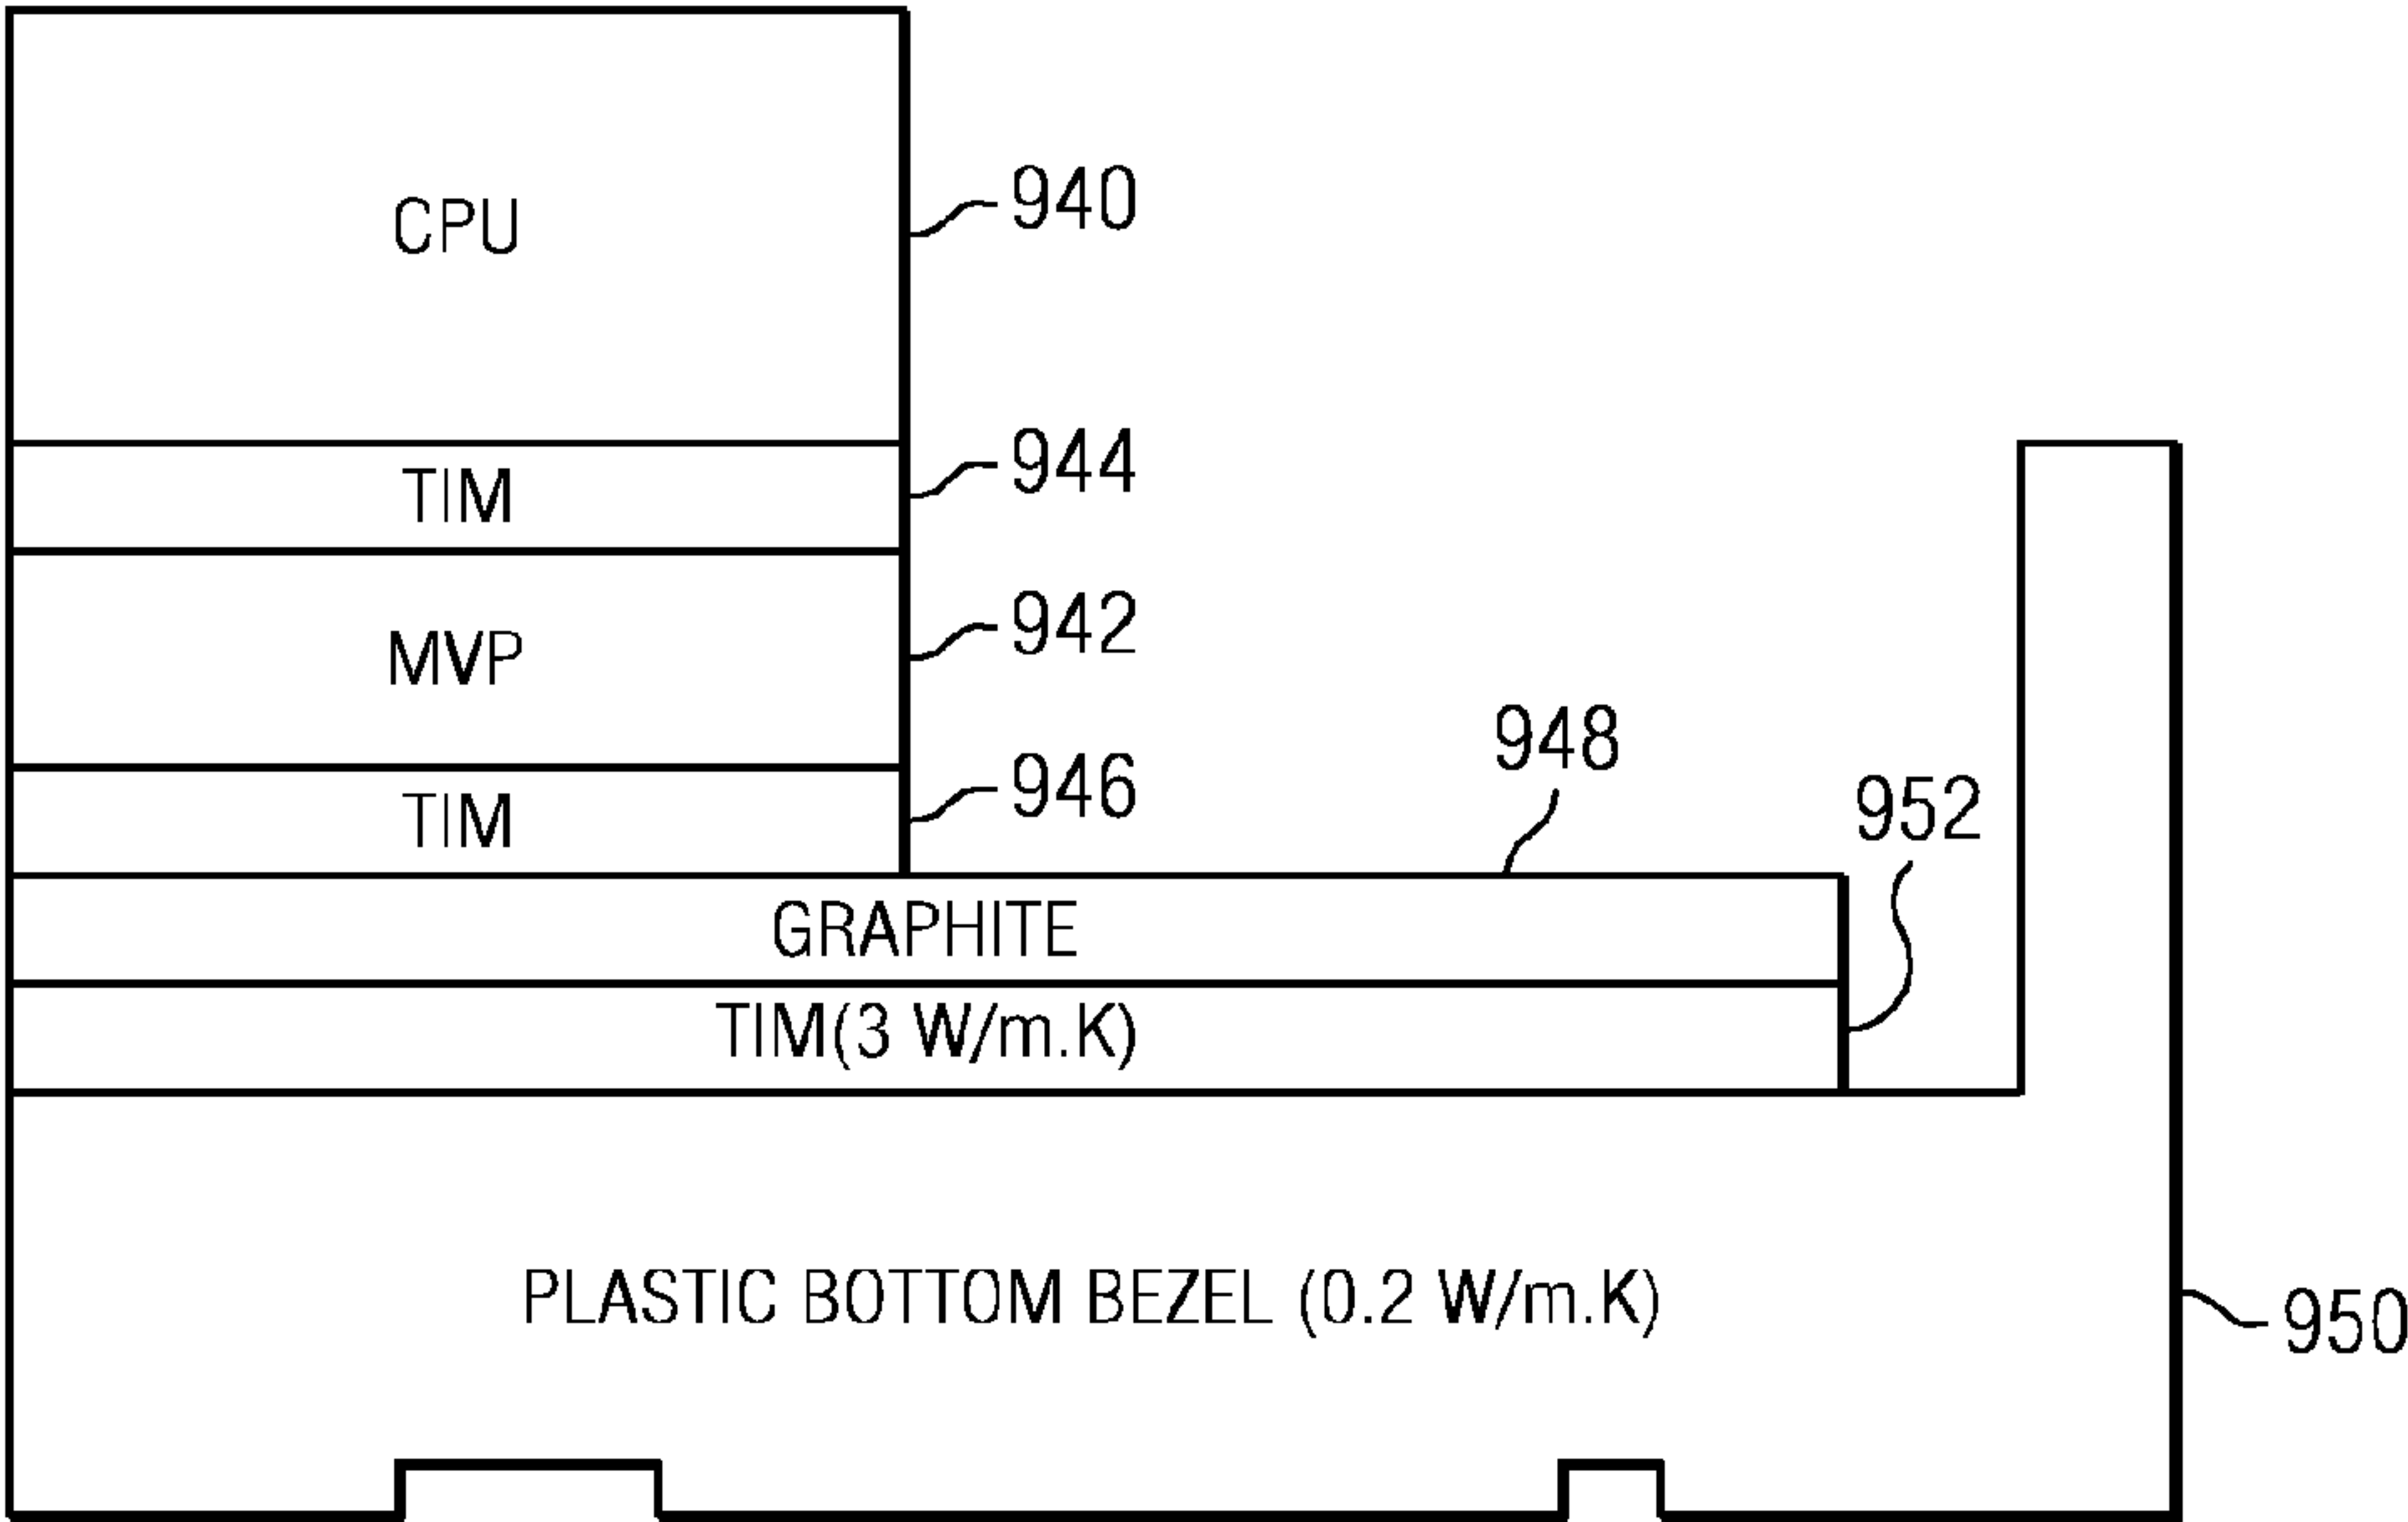 CPU
940
TIM
944
MVP
942
TIM
946
948
952
GRAPHITE
TIM(3 W/m.K)
PLASTIC BOTTOM BEZEL (0.2 W/m.K)
950